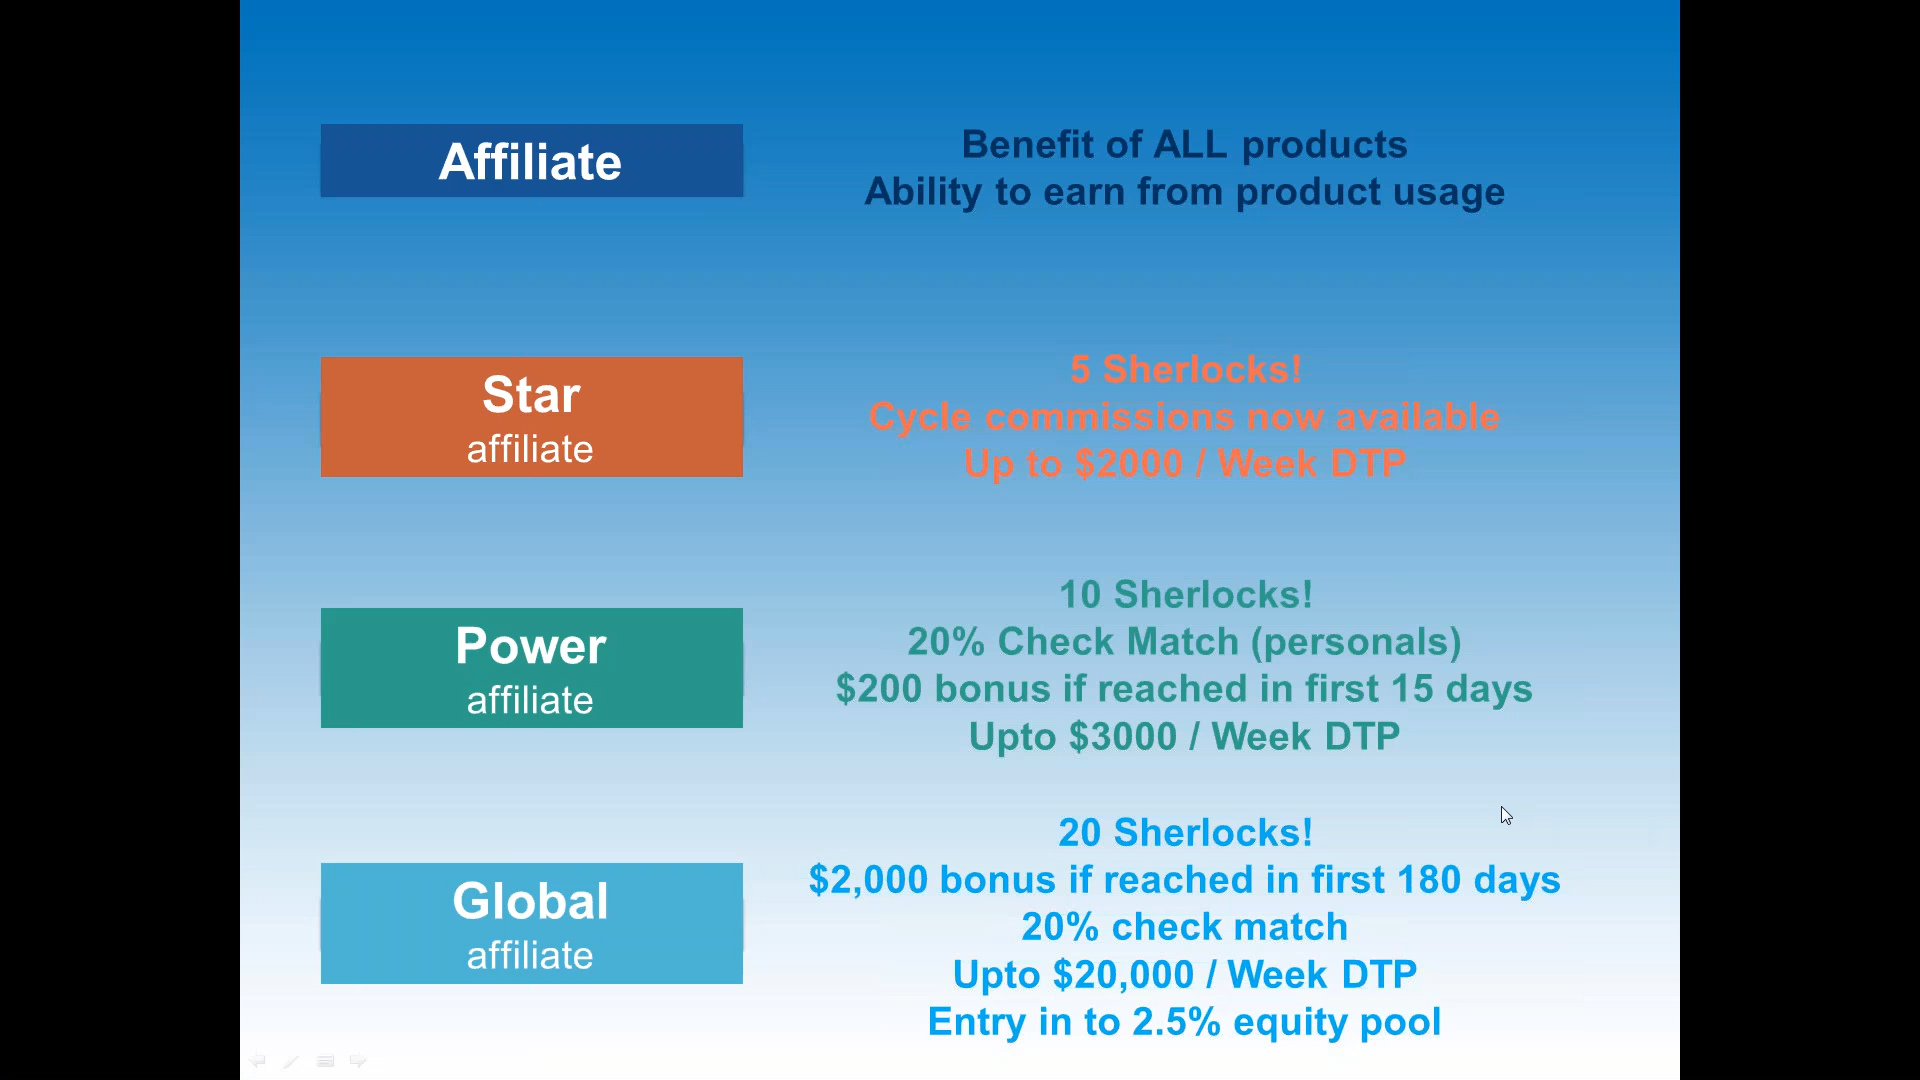 Affiliate
Benefit of ALL products
Ability to earn from product usage
Star
affiliate
5 Sherlocks!
Cycle commissions now available
Up to $2000 / Week DTP
Power
affiliate
10 Sherlocks!
20% Check Match (personals)
$200 bonus if reached in first 15 days
Upto $3000 / Week DTP
Global
affiliate
20 Sherlocks!
$2,000 bonus if reached in first 180 days
20% check match
Upto $20,000 / Week DTP
Entry in to 2.5% equity pool